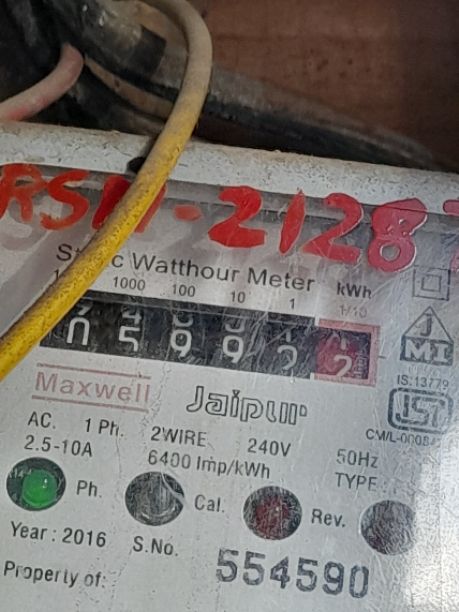 RSM-2128
Static Watthour Meter
1000 100 10 1 kWh 1/10
Maxwell Jaipur
JMI
IS:13779
ISI
AC. 1 Ph. 2WIRE 240V 50Hz
2.5-10A 6400 Imp/kWh TYPE
Ph. Cal. Rev.
Year : 2016 S.No. 554590
Property of: